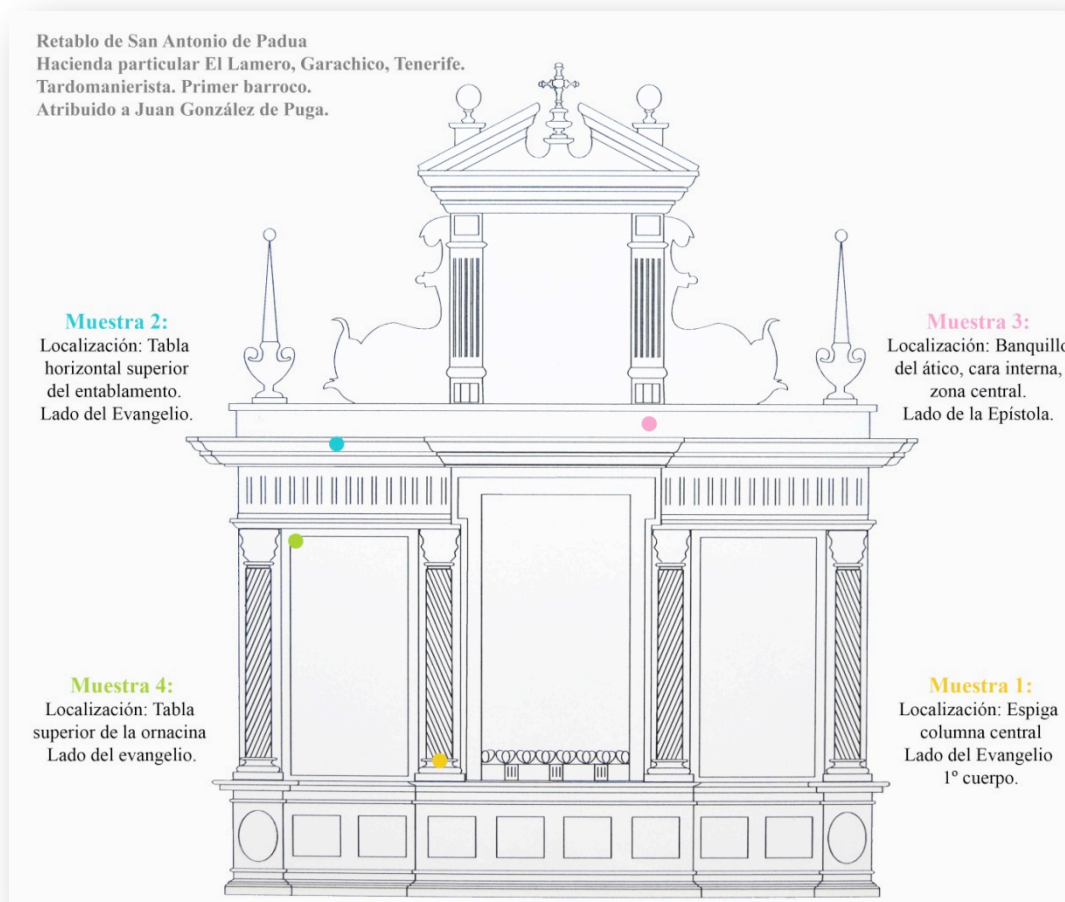 Retablo de San Antonio de Padua
Hacienda particular El Lamero, Garachico, Tenerife.
Tardomanierista. Primer barroco.
Atribuido a Juan González de Puga.
Muestra 2:
Localización: Tabla
horizontal superior
del entablamento.
Lado del Evangelio.
Muestra 3:
Localización: Banquillo
del ático, cara interna,
zona central.
Lado de la Epístola.
Muestra 4:
Localización: Tabla
superior de la ornacina
Lado del evangelio.
Muestra 1:
Localización: Espiga
columna central
Lado del Evangelio
1º cuerpo.